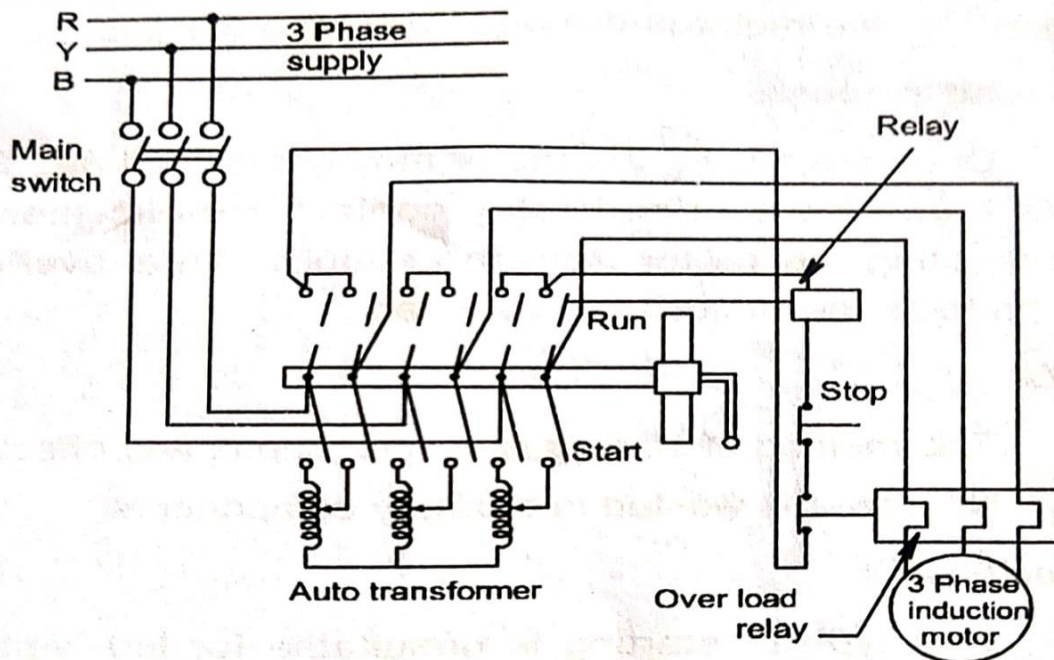 R
Y
B
3 Phase
supply
Main
switch
Relay
Run
Stop
Start
Auto transformer
Over load
relay
3 Phase
induction
motor